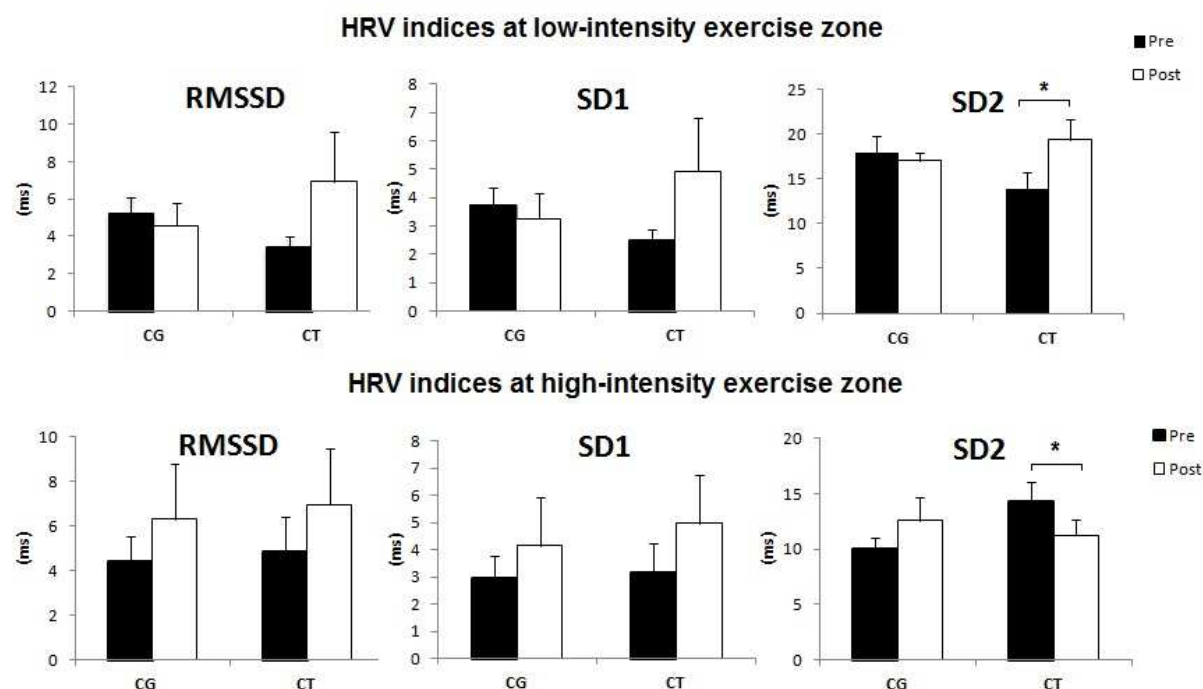 HRV indices at low-intensity exercise zone
Pre
Post
RMSSD
12
10
8
6
4
2
0
(ms)
CG
CT
SD1
8
7
6
5
4
3
2
1
0
(ms)
CG
CT
SD2
*
25
20
15
10
5
0
(ms)
CG
CT
HRV indices at high-intensity exercise zone
Pre
Post
RMSSD
10
8
6
4
2
0
(ms)
CG
CT
SD1
8
7
6
5
4
3
2
1
0
(ms)
CG
CT
SD2
*
20
15
10
5
0
(ms)
CG
CT